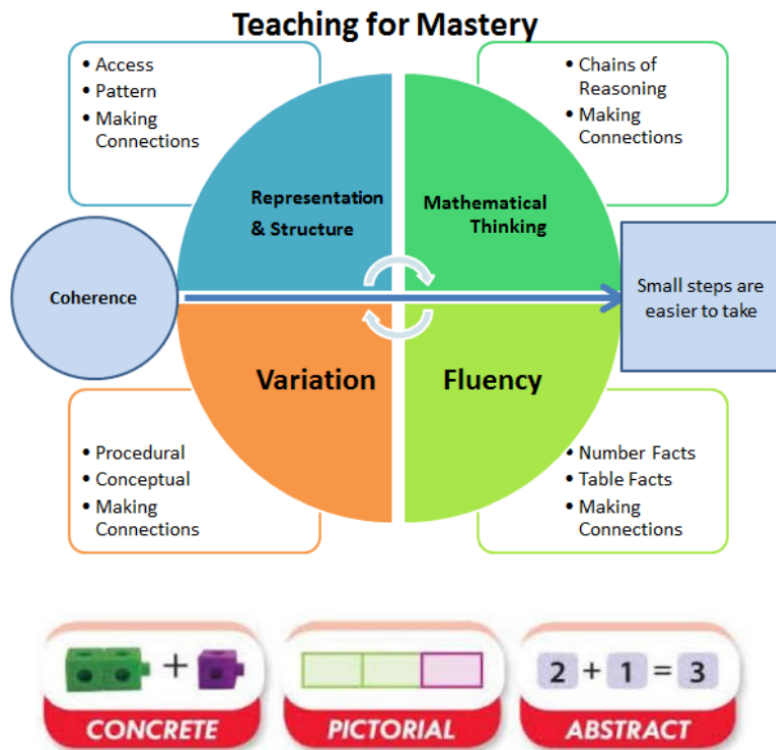 Teaching for Mastery
• Access
• Pattern
• Making
Connections
• Chains of
Reasoning
• Making
Connections
Representation
& Structure
Mathematical
Thinking
Coherence
Small steps are
easier to take
Variation
Fluency
• Procedural
• Conceptual
• Making
Connections
• Number Facts
• Table Facts
• Making
Connections
+
2 + 1 = 3
CONCRETE
PICTORIAL
ABSTRACT